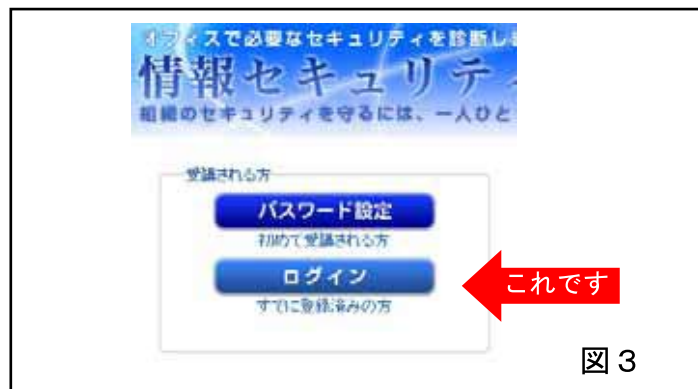 オフィスで必要なセキュリティを診断しま
情報セキュリティ
組織のセキュリティを守るには、一人ひと
受講される方
パスワード設定
初めて受講される方
ログイン
すでに登録済みの方
これです
図3